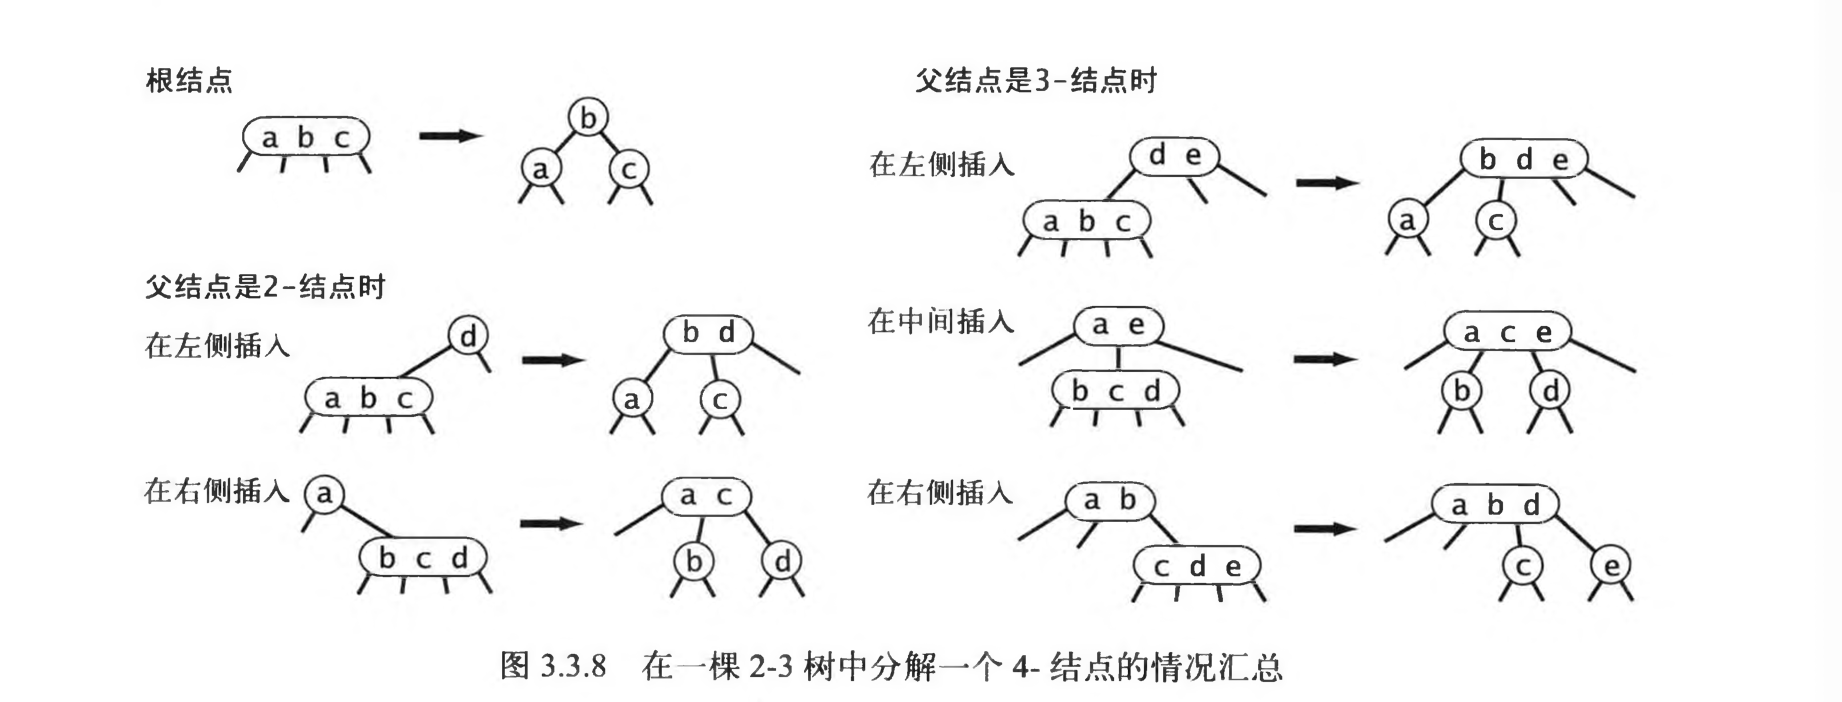 根结点
a b c
b
a
c
父结点是2-结点时
在左侧插入
d
a b c
b d
a
c
在右侧插入
a
b c d
a c
b
d
父结点是3-结点时
在左侧插入
d e
a b c
b d e
a
c
在中间插入
a e
b c d
a c e
b
d
在右侧插入
a b
c d e
a b d
c
e
图 3.3.8 在一棵 2-3 树中分解一个 4- 结点的情况汇总